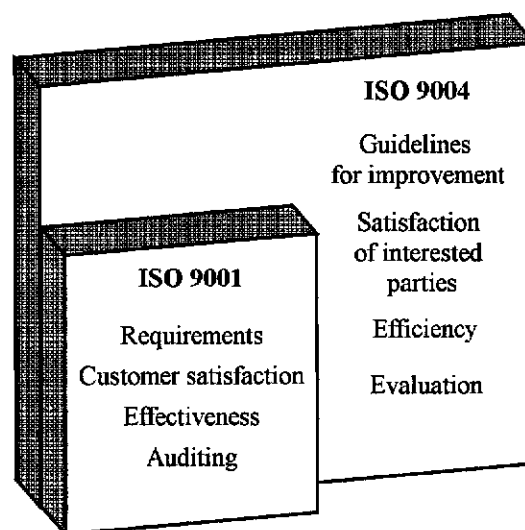 ISO 9004
Guidelines
for improvement
Satisfaction
of interested
parties
Efficiency
Evaluation
ISO 9001
Requirements
Customer satisfaction
Effectiveness
Auditing